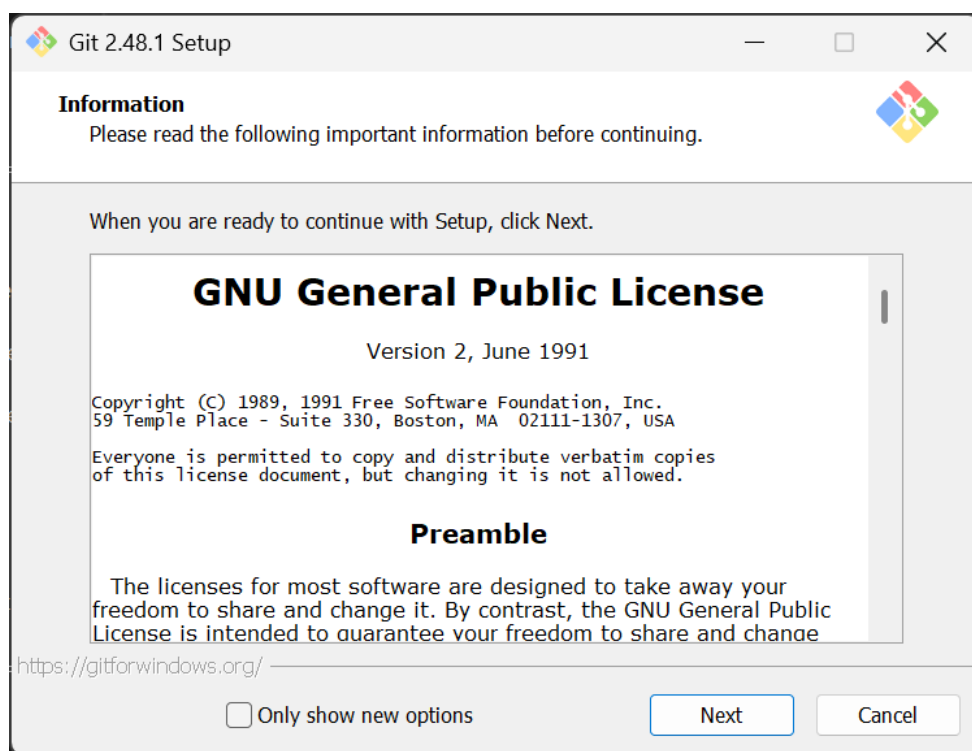 Git 2.48.1 Setup
Information
Please read the following important information before continuing.
When you are ready to continue with Setup, click Next.
GNU General Public License
Version 2, June 1991
Copyright (C) 1989, 1991 Free Software Foundation, Inc.
59 Temple Place - Suite 330, Boston, MA  02111-1307, USA
Everyone is permitted to copy and distribute verbatim copies
of this license document, but changing it is not allowed.
Preamble
The licenses for most software are designed to take away your
freedom to share and change it. By contrast, the GNU General Public
License is intended to guarantee your freedom to share and change
https://gitforwindows.org/
Only show new options
Next
Cancel